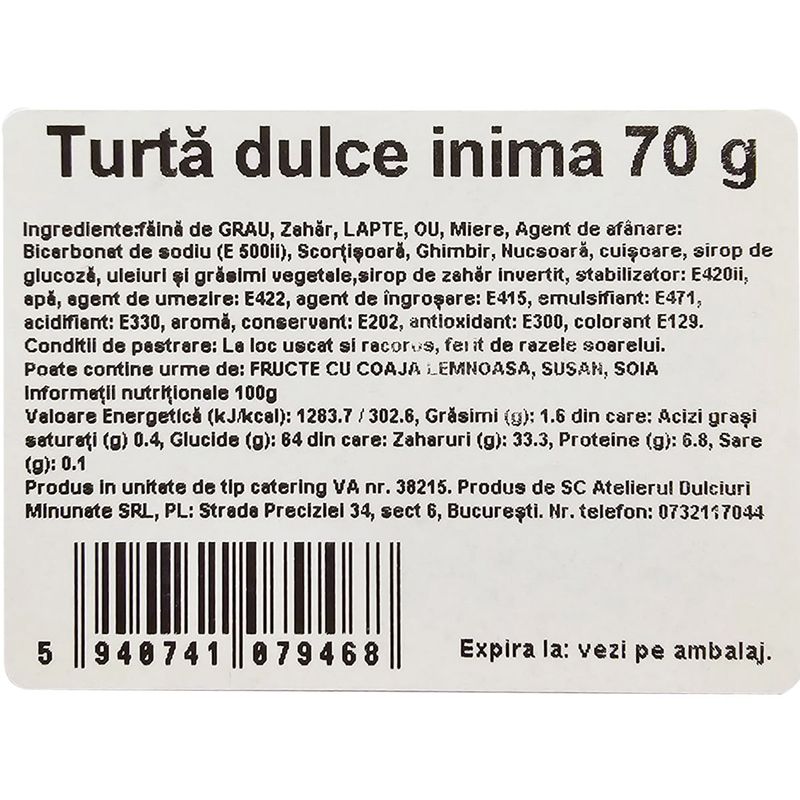 Turtă dulce inima 70 g
Ingrediente:făină de GRAU, Zahăr, LAPTE, OU, Miere, Agent de afânare:
Bicarbonat de sodiu (E 500ii), Scorțișoară, Ghimbir, Nucsoară, cuișoare, sirop de
glucoză, uleiuri și grăsimi vegetale,sirop de zahăr invertit, stabilizator: E420ii,
apă, agent de umezire: E422, agent de îngroșare: E415, emulsifiant: E471,
acidifiant: E330, aromă, conservant: E202, antioxidant: E300, colorant E129.
Conditii de pastrare: La loc uscat si racoros, ferit de razele soarelui.
Poate contine urme de: FRUCTE CU COAJA LEMNOASA, SUSAN, SOIA
Informații nutriționale 100g
Valoare Energetică (kJ/kcal): 1283.7 / 302.6, Grăsimi (g): 1.6 din care: Acizi grași
saturați (g) 0.4, Glucide (g): 64 din care: Zaharuri (g): 33.3, Proteine (g): 6.8, Sare
(g): 0.1
Produs in unitate de tip catering VA nr. 38215. Produs de SC Atelierul Dulciuri
Minunate SRL, PL: Strada Preciziei 34, sect 6, București. Nr. telefon: 0732117044
5 940741 079468
Expira la: vezi pe ambalaj.